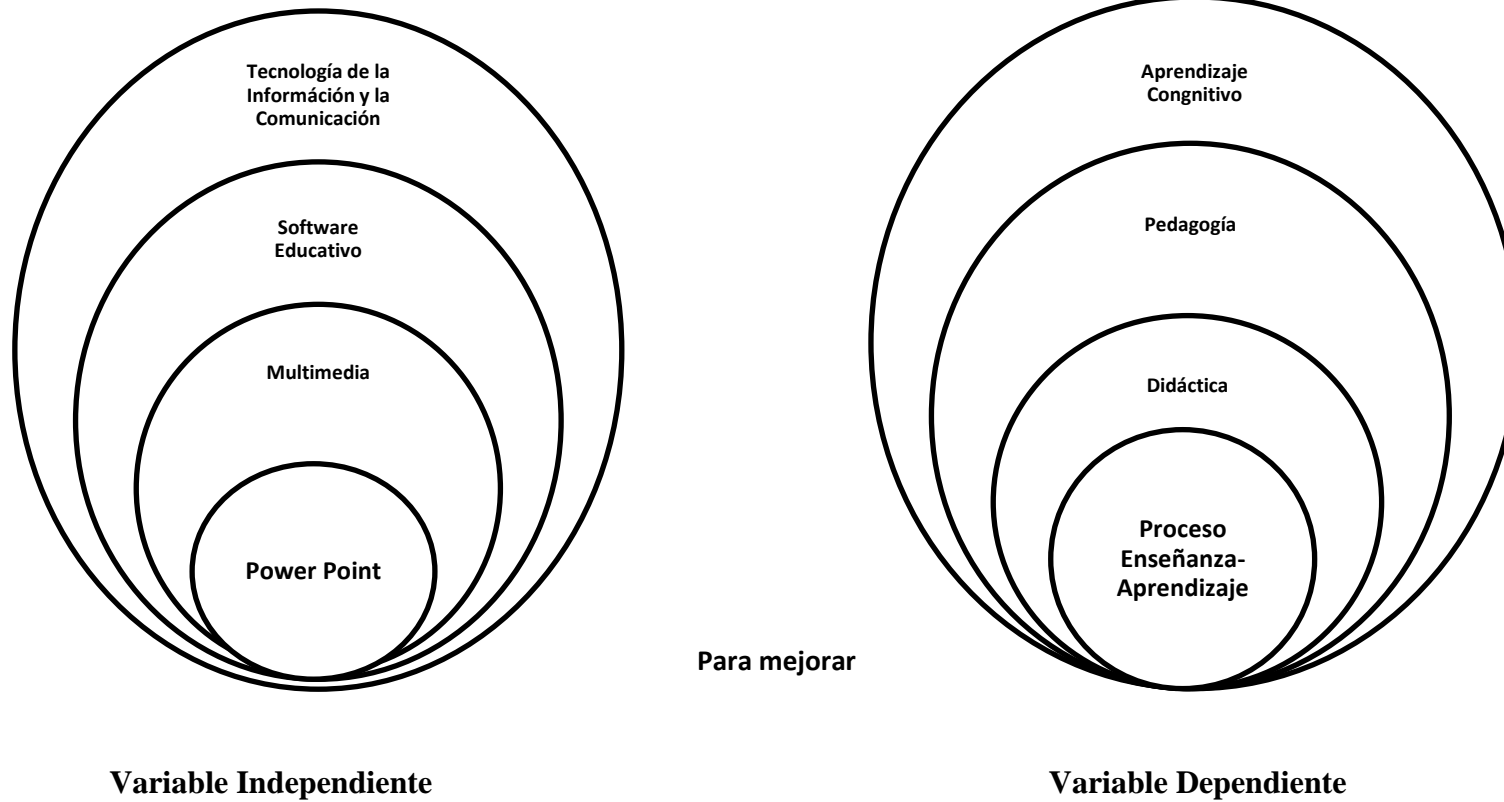 Tecnología de la
Információn y la
Comunicación
Software
Educativo
Multimedia
Power Point
Aprendizaje
Congnitivo
Pedagogía
Didáctica
Proceso
Enseñanza-
Aprendizaje
Para mejorar
Variable Independiente
Variable Dependiente